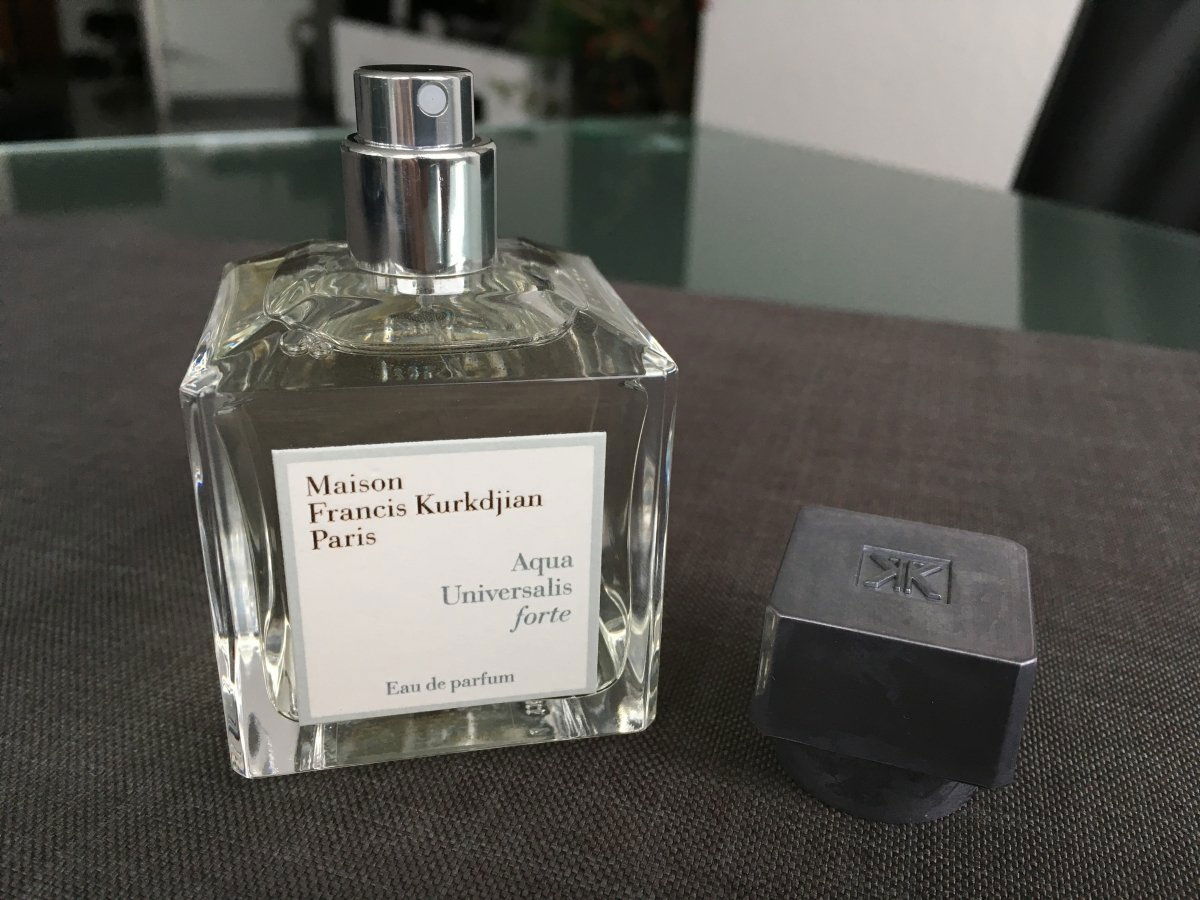 Maison
Francis Kurkdjian
Paris
Aqua
Universalis
forte
Eau de parfum